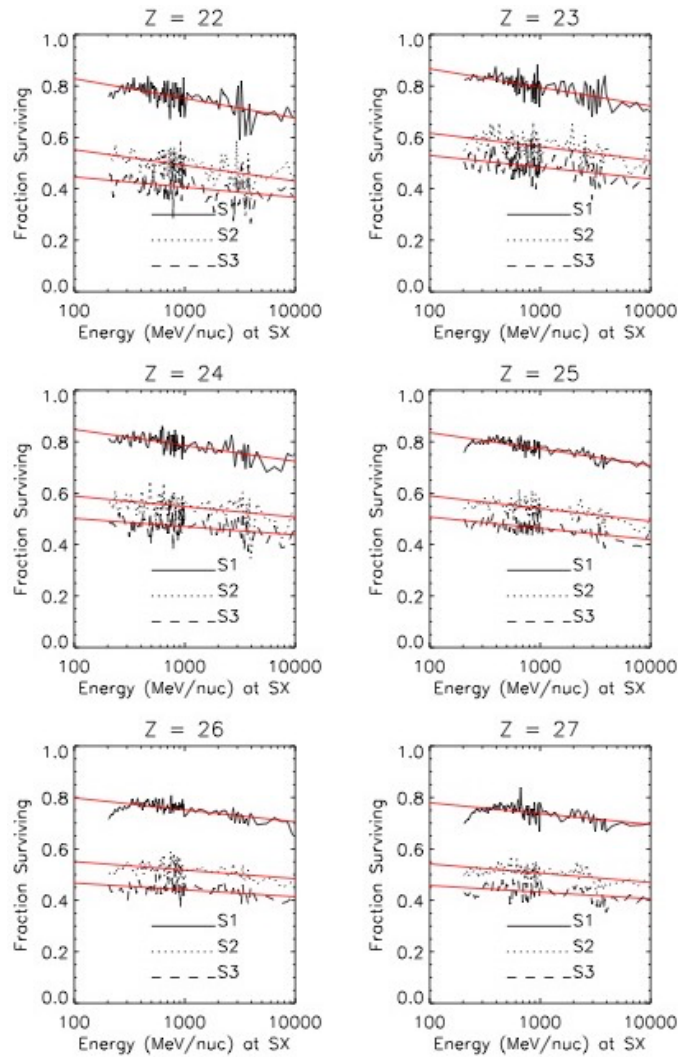 Z = 22
Fraction Surviving
1.0
0.8
0.6
0.4
0.2
0.0
S1
S2
S3
100 1000 10000
Energy (MeV/nuc) at SX
Z = 23
Fraction Surviving
1.0
0.8
0.6
0.4
0.2
0.0
S1
S2
S3
100 1000 10000
Energy (MeV/nuc) at SX
Z = 24
Fraction Surviving
1.0
0.8
0.6
0.4
0.2
0.0
S1
S2
S3
100 1000 10000
Energy (MeV/nuc) at SX
Z = 25
Fraction Surviving
1.0
0.8
0.6
0.4
0.2
0.0
S1
S2
S3
100 1000 10000
Energy (MeV/nuc) at SX
Z = 26
Fraction Surviving
1.0
0.8
0.6
0.4
0.2
0.0
S1
S2
S3
100 1000 10000
Energy (MeV/nuc) at SX
Z = 27
Fraction Surviving
1.0
0.8
0.6
0.4
0.2
0.0
S1
S2
S3
100 1000 10000
Energy (MeV/nuc) at SX